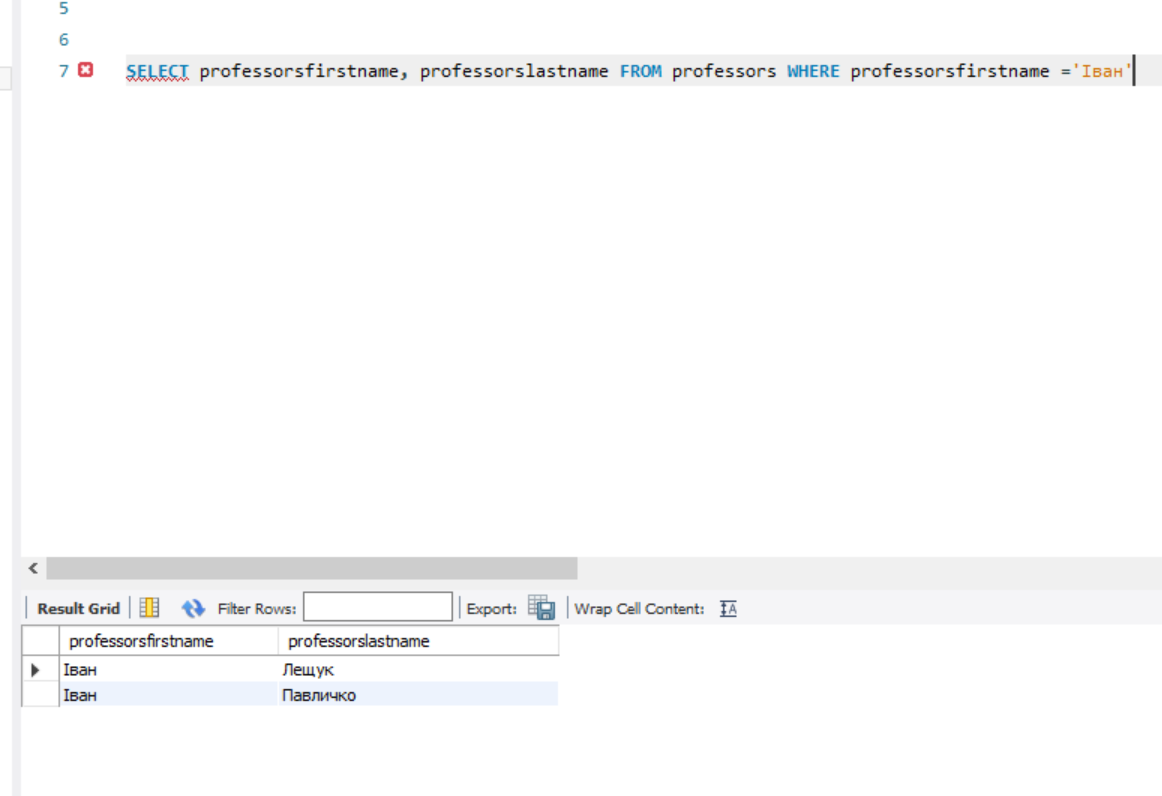 5
6
7 SELECT professorsfirstname, professorslastname FROM professors WHERE professorsfirstname ='Іван'
Result Grid Filter Rows: Export: Wrap Cell Content:
professorsfirstname professorslastname
Іван Лещук
Іван Павличко